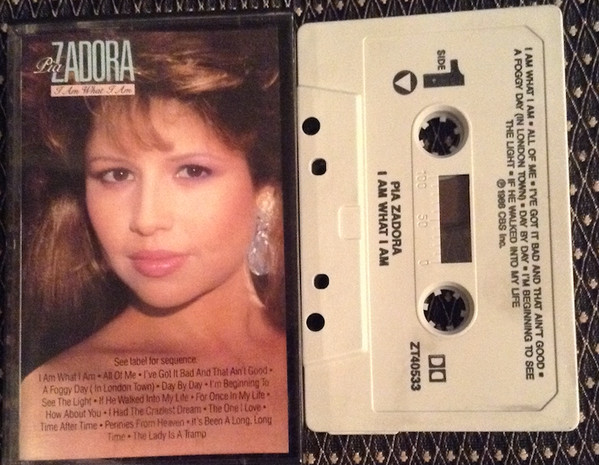 Pia
ZADORA
I Am What I Am
See label for sequence:
I Am What I Am • All Of Me • I've Got It Bad And That Ain't Good •
A Foggy Day ( In London Town) • Day By Day • I'm Beginning To
See The Light • If He Walked Into My Life • For Once In My Life •
How About You • I Had The Craziest Dream • The One I Love •
Time After Time • Pennies From Heaven • It's Been A Long, Long
Time • The Lady Is A Tramp
SIDE
1
I AM WHAT I AM • ALL OF ME • I'VE GOT IT BAD AND THAT AIN'T GOOD •
A FOGGY DAY (IN LONDON TOWN) • DAY BY DAY • I'M BEGINNING TO SEE
THE LIGHT • IF HE WALKED INTO MY LIFE
℗ 1986 CBS Inc.
100 50 0
PIA ZADORA
I AM WHAT I AM
ZT40533